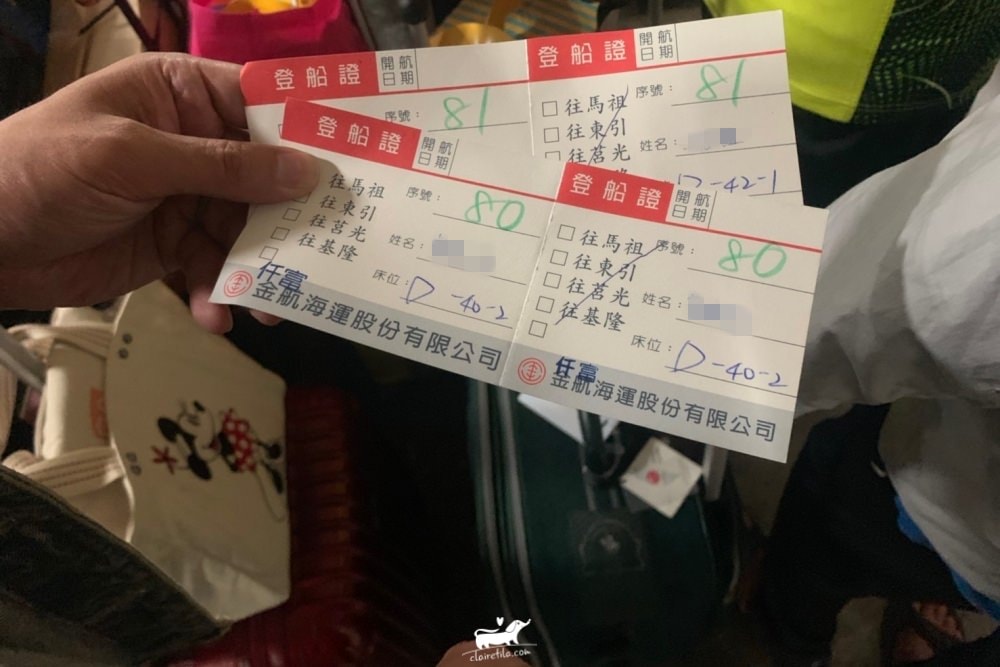 登船證 開航日期
序號： 81
登船證 開航日期
□ 往馬祖 序號： 81
□ 往東引
□ 往莒光 姓名：
D-42-1
登船證 開航日期
□ 往馬祖 序號： 80
□ 往東引
□ 往莒光 姓名：
□ 往基隆
□ 床位： D-40-2
仟富
金航海運股份有限公司
登船證 開航日期
□ 往馬祖 序號： 80
□ 往東引
□ 往莒光 姓名：
□ 往基隆
□ 床位： D-40-2
仟富
金航海運股份有限公司
clairetila.com